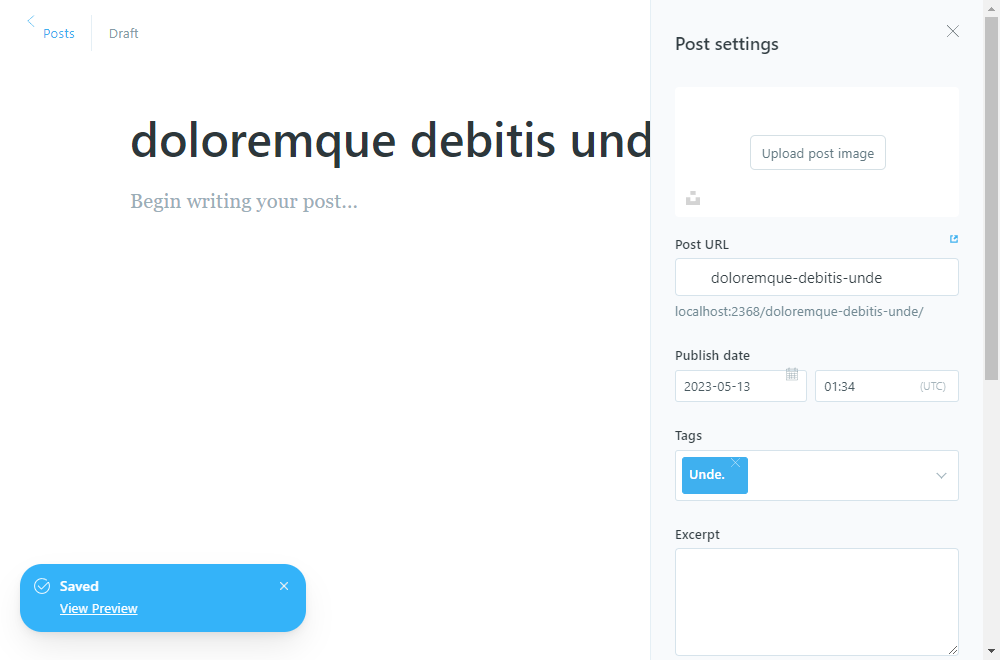 Posts
Draft
doloremque debitis und
Begin writing your post...
Saved
View Preview
Post settings
Upload post image
Post URL
doloremque-debitis-unde
localhost:2368/doloremque-debitis-unde/
Publish date
2023-05-13
01:34
(UTC)
Tags
Unde.
Excerpt